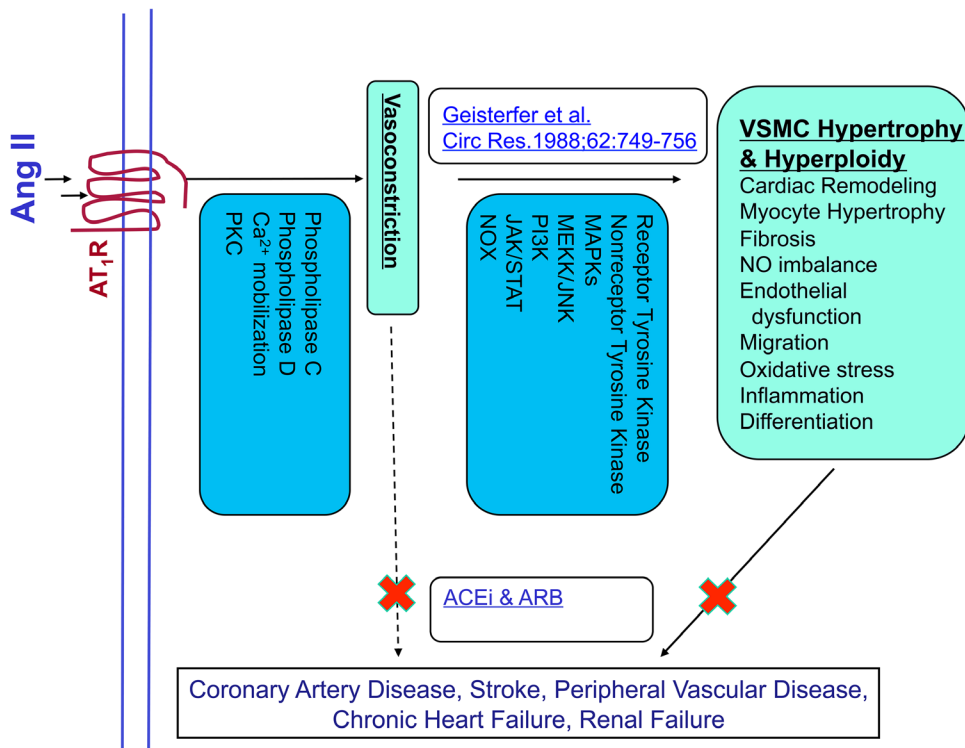 Ang II
AT₁R
Phospholipase C
Phospholipase D
Ca²⁺ mobilization
PKC
Vasoconstriction
Geisterfer et al.
Circ Res.1988;62:749-756
Receptor Tyrosine Kinase
Nonreceptor Tyrosine Kinase
MAPKs
MEKK/JNK
PI3K
JAK/STAT
NOX
VSMC Hypertrophy
& Hyperploidy
Cardiac Remodeling
Myocyte Hypertrophy
Fibrosis
NO imbalance
Endothelial
dysfunction
Migration
Oxidative stress
Inflammation
Differentiation
ACEi & ARB
Coronary Artery Disease, Stroke, Peripheral Vascular Disease,
Chronic Heart Failure, Renal Failure